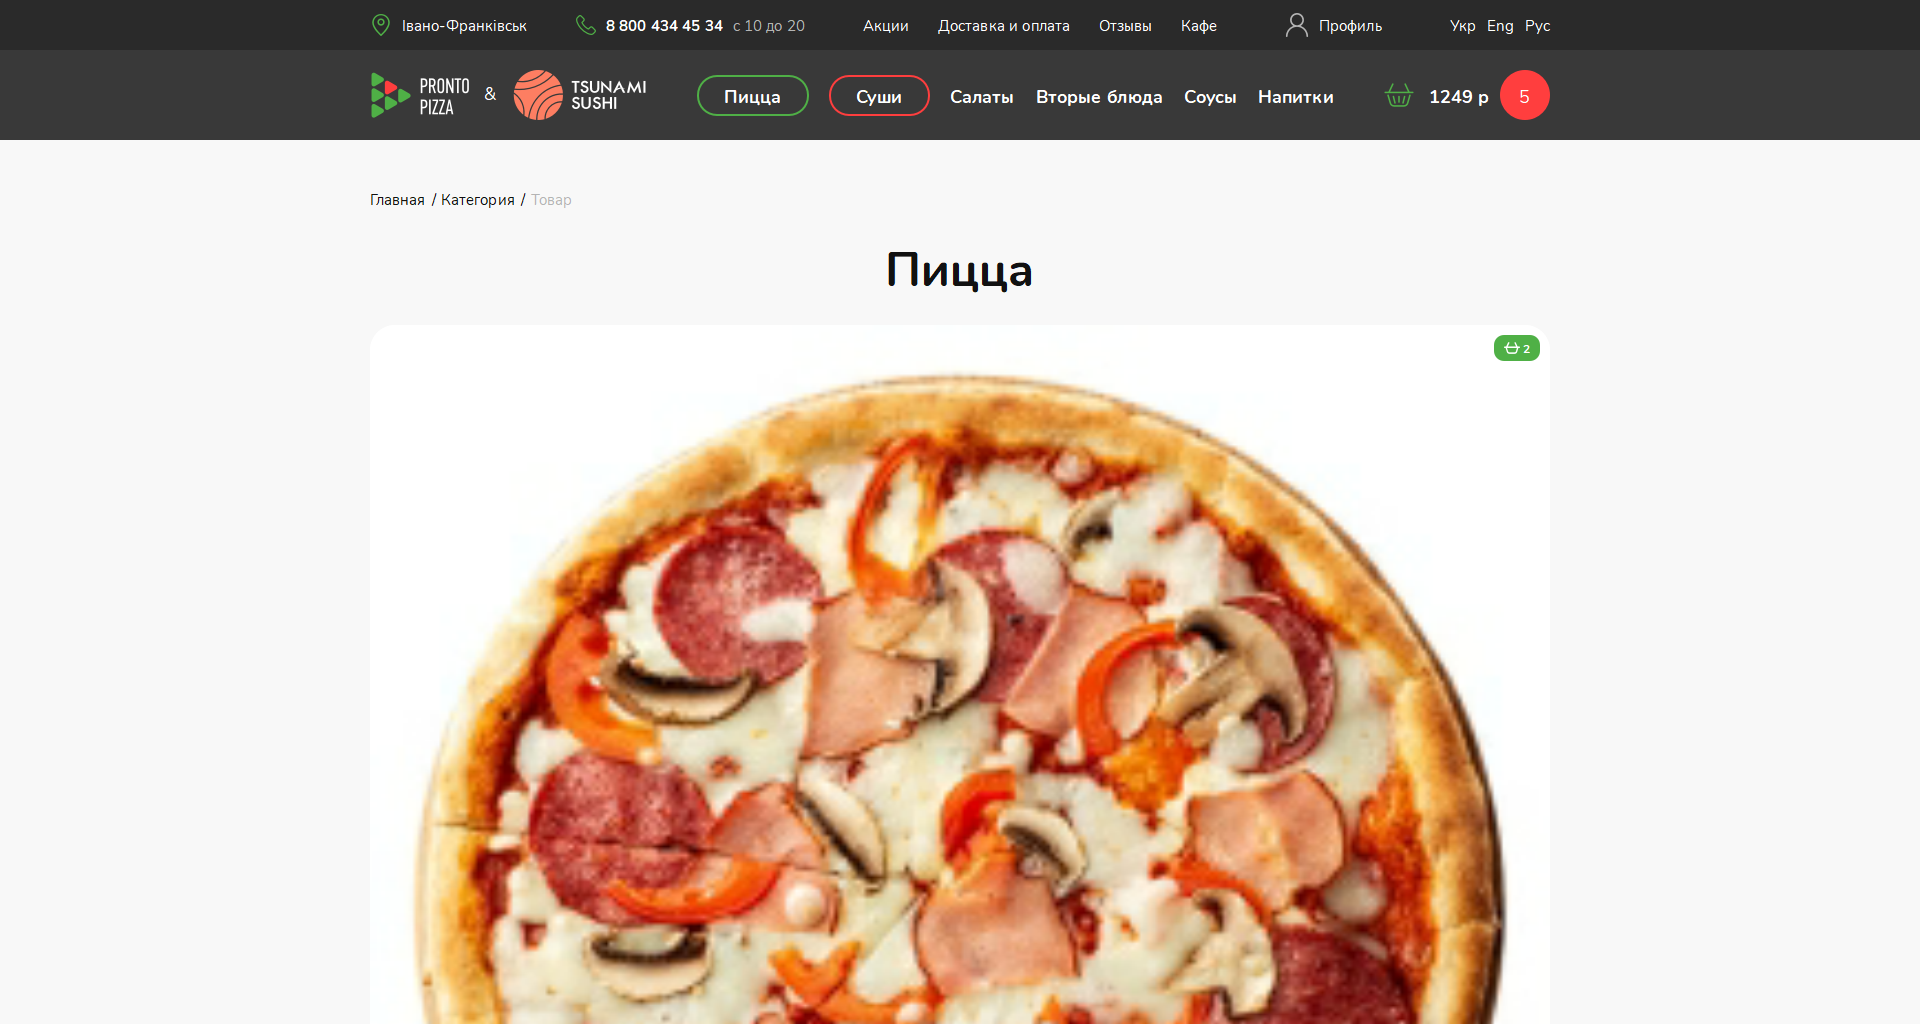 Івано-Франківськ 8 800 434 45 34 с 10 до 20 Акции Доставка и оплата Отзывы Кафе Профиль Укр Eng Рус
PRONTO PIZZA & TSUNAMI SUSHI Пицца Суши Салаты Вторые блюда Соусы Напитки 1249 р 5
Главная / Категория / Товар
Пицца
2